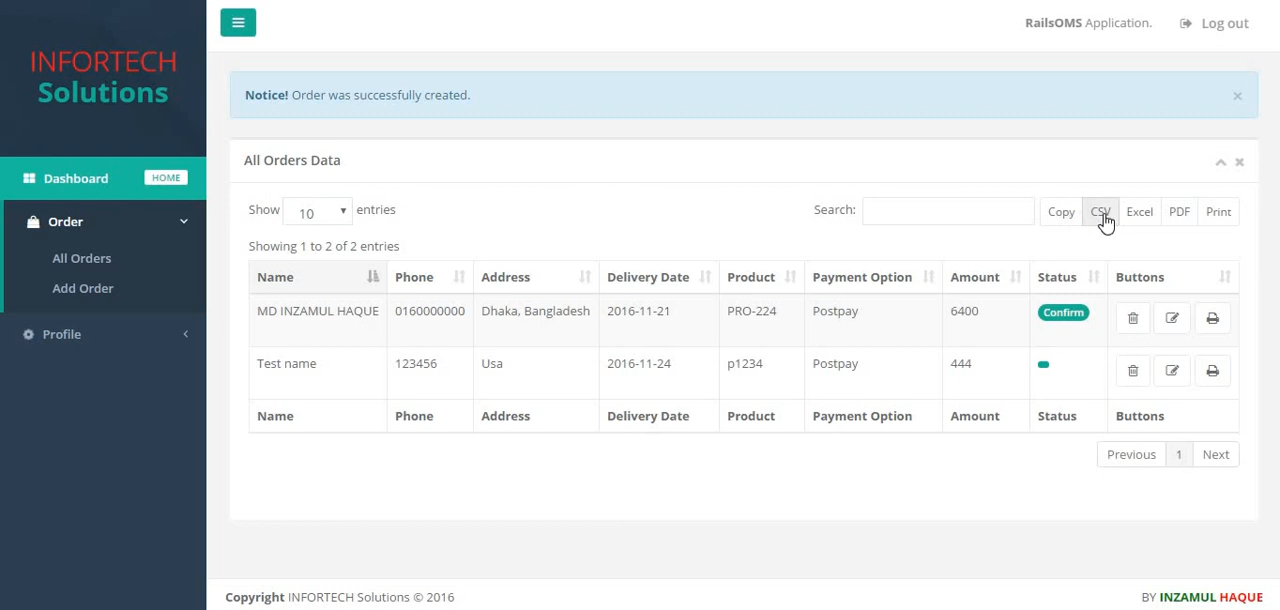 INFORTECH
Solutions
RailsOMS Application.
Log out
Notice! Order was successfully created.
×
Dashboard HOME
Order
All Orders
Add Order
Profile
All Orders Data
Show 10 entries
Search:
Copy CSV Excel PDF Print
Showing 1 to 2 of 2 entries
Name Phone Address Delivery Date Product Payment Option Amount Status Buttons
MD INZAMUL HAQUE 0160000000 Dhaka, Bangladesh 2016-11-21 PRO-224 Postpay 6400 Confirm
Test name 123456 Usa 2016-11-24 p1234 Postpay 444
Name Phone Address Delivery Date Product Payment Option Amount Status Buttons
Previous 1 Next
Copyright INFORTECH Solutions © 2016
BY INZAMUL HAQUE